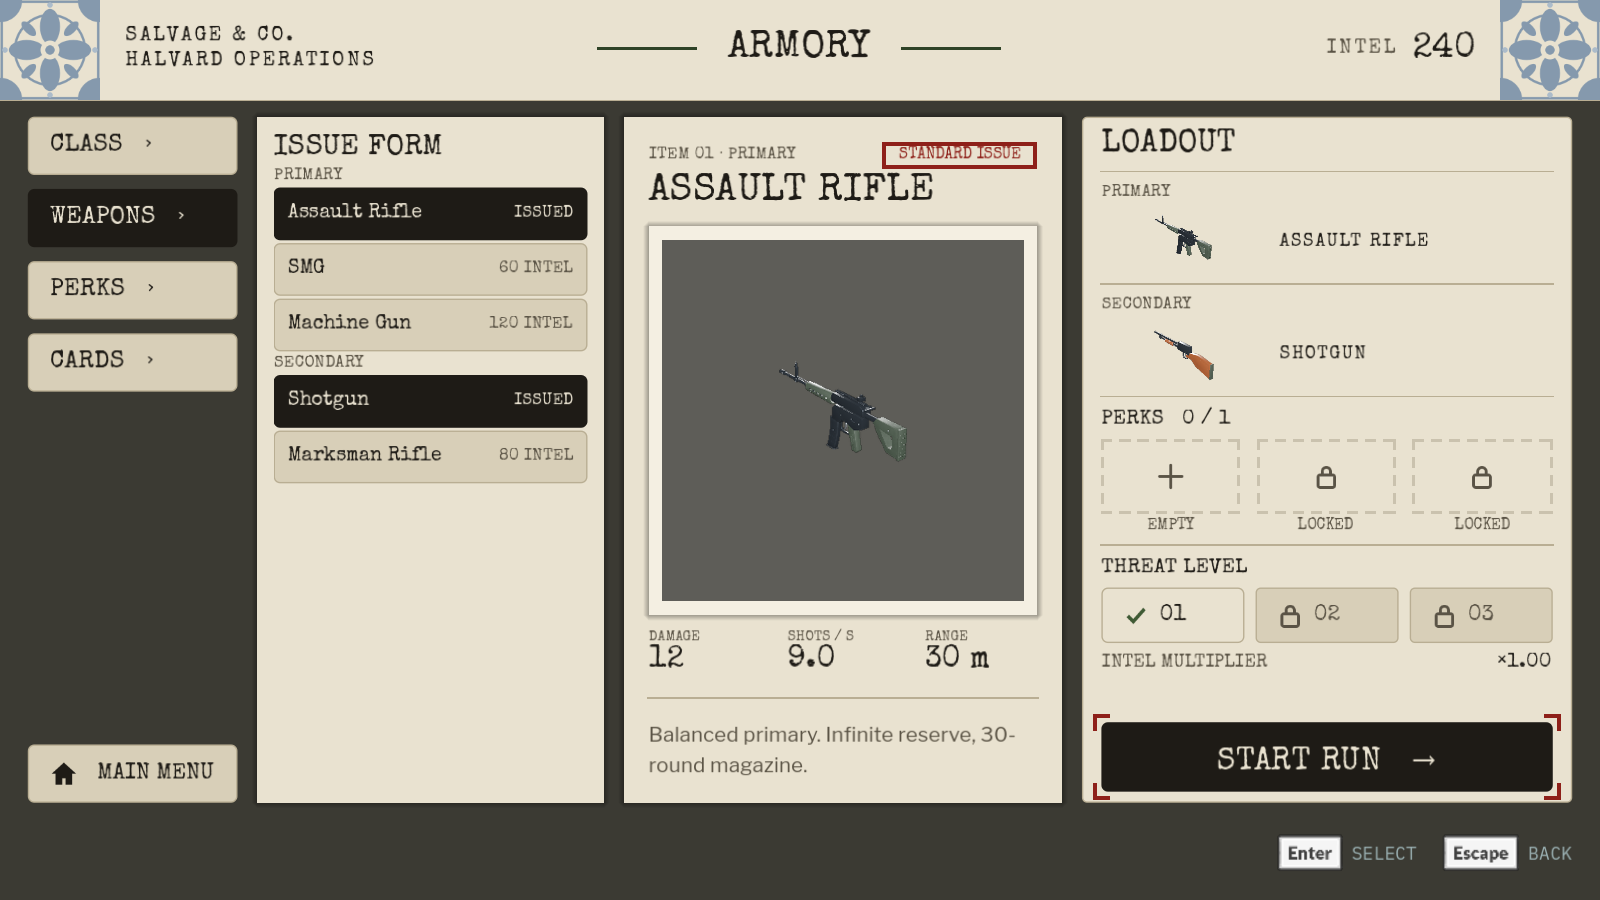 SALVAGE & CO.
HALVARD OPERATIONS
ARMORY
INTEL 240
CLASS ›
WEAPONS ›
PERKS ›
CARDS ›
MAIN MENU
ISSUE FORM
PRIMARY
Assault Rifle ISSUED
SMG 60 INTEL
Machine Gun 120 INTEL
SECONDARY
Shotgun ISSUED
Marksman Rifle 80 INTEL
ITEM 01 · PRIMARY
STANDARD ISSUE
ASSAULT RIFLE
DAMAGE SHOTS / S RANGE
12 9.0 30 m
Balanced primary. Infinite reserve, 30-
round magazine.
LOADOUT
PRIMARY
ASSAULT RIFLE
SECONDARY
SHOTGUN
PERKS 0 / 1
EMPTY LOCKED LOCKED
THREAT LEVEL
01 02 03
INTEL MULTIPLIER ×1.00
START RUN →
Enter SELECT Escape BACK